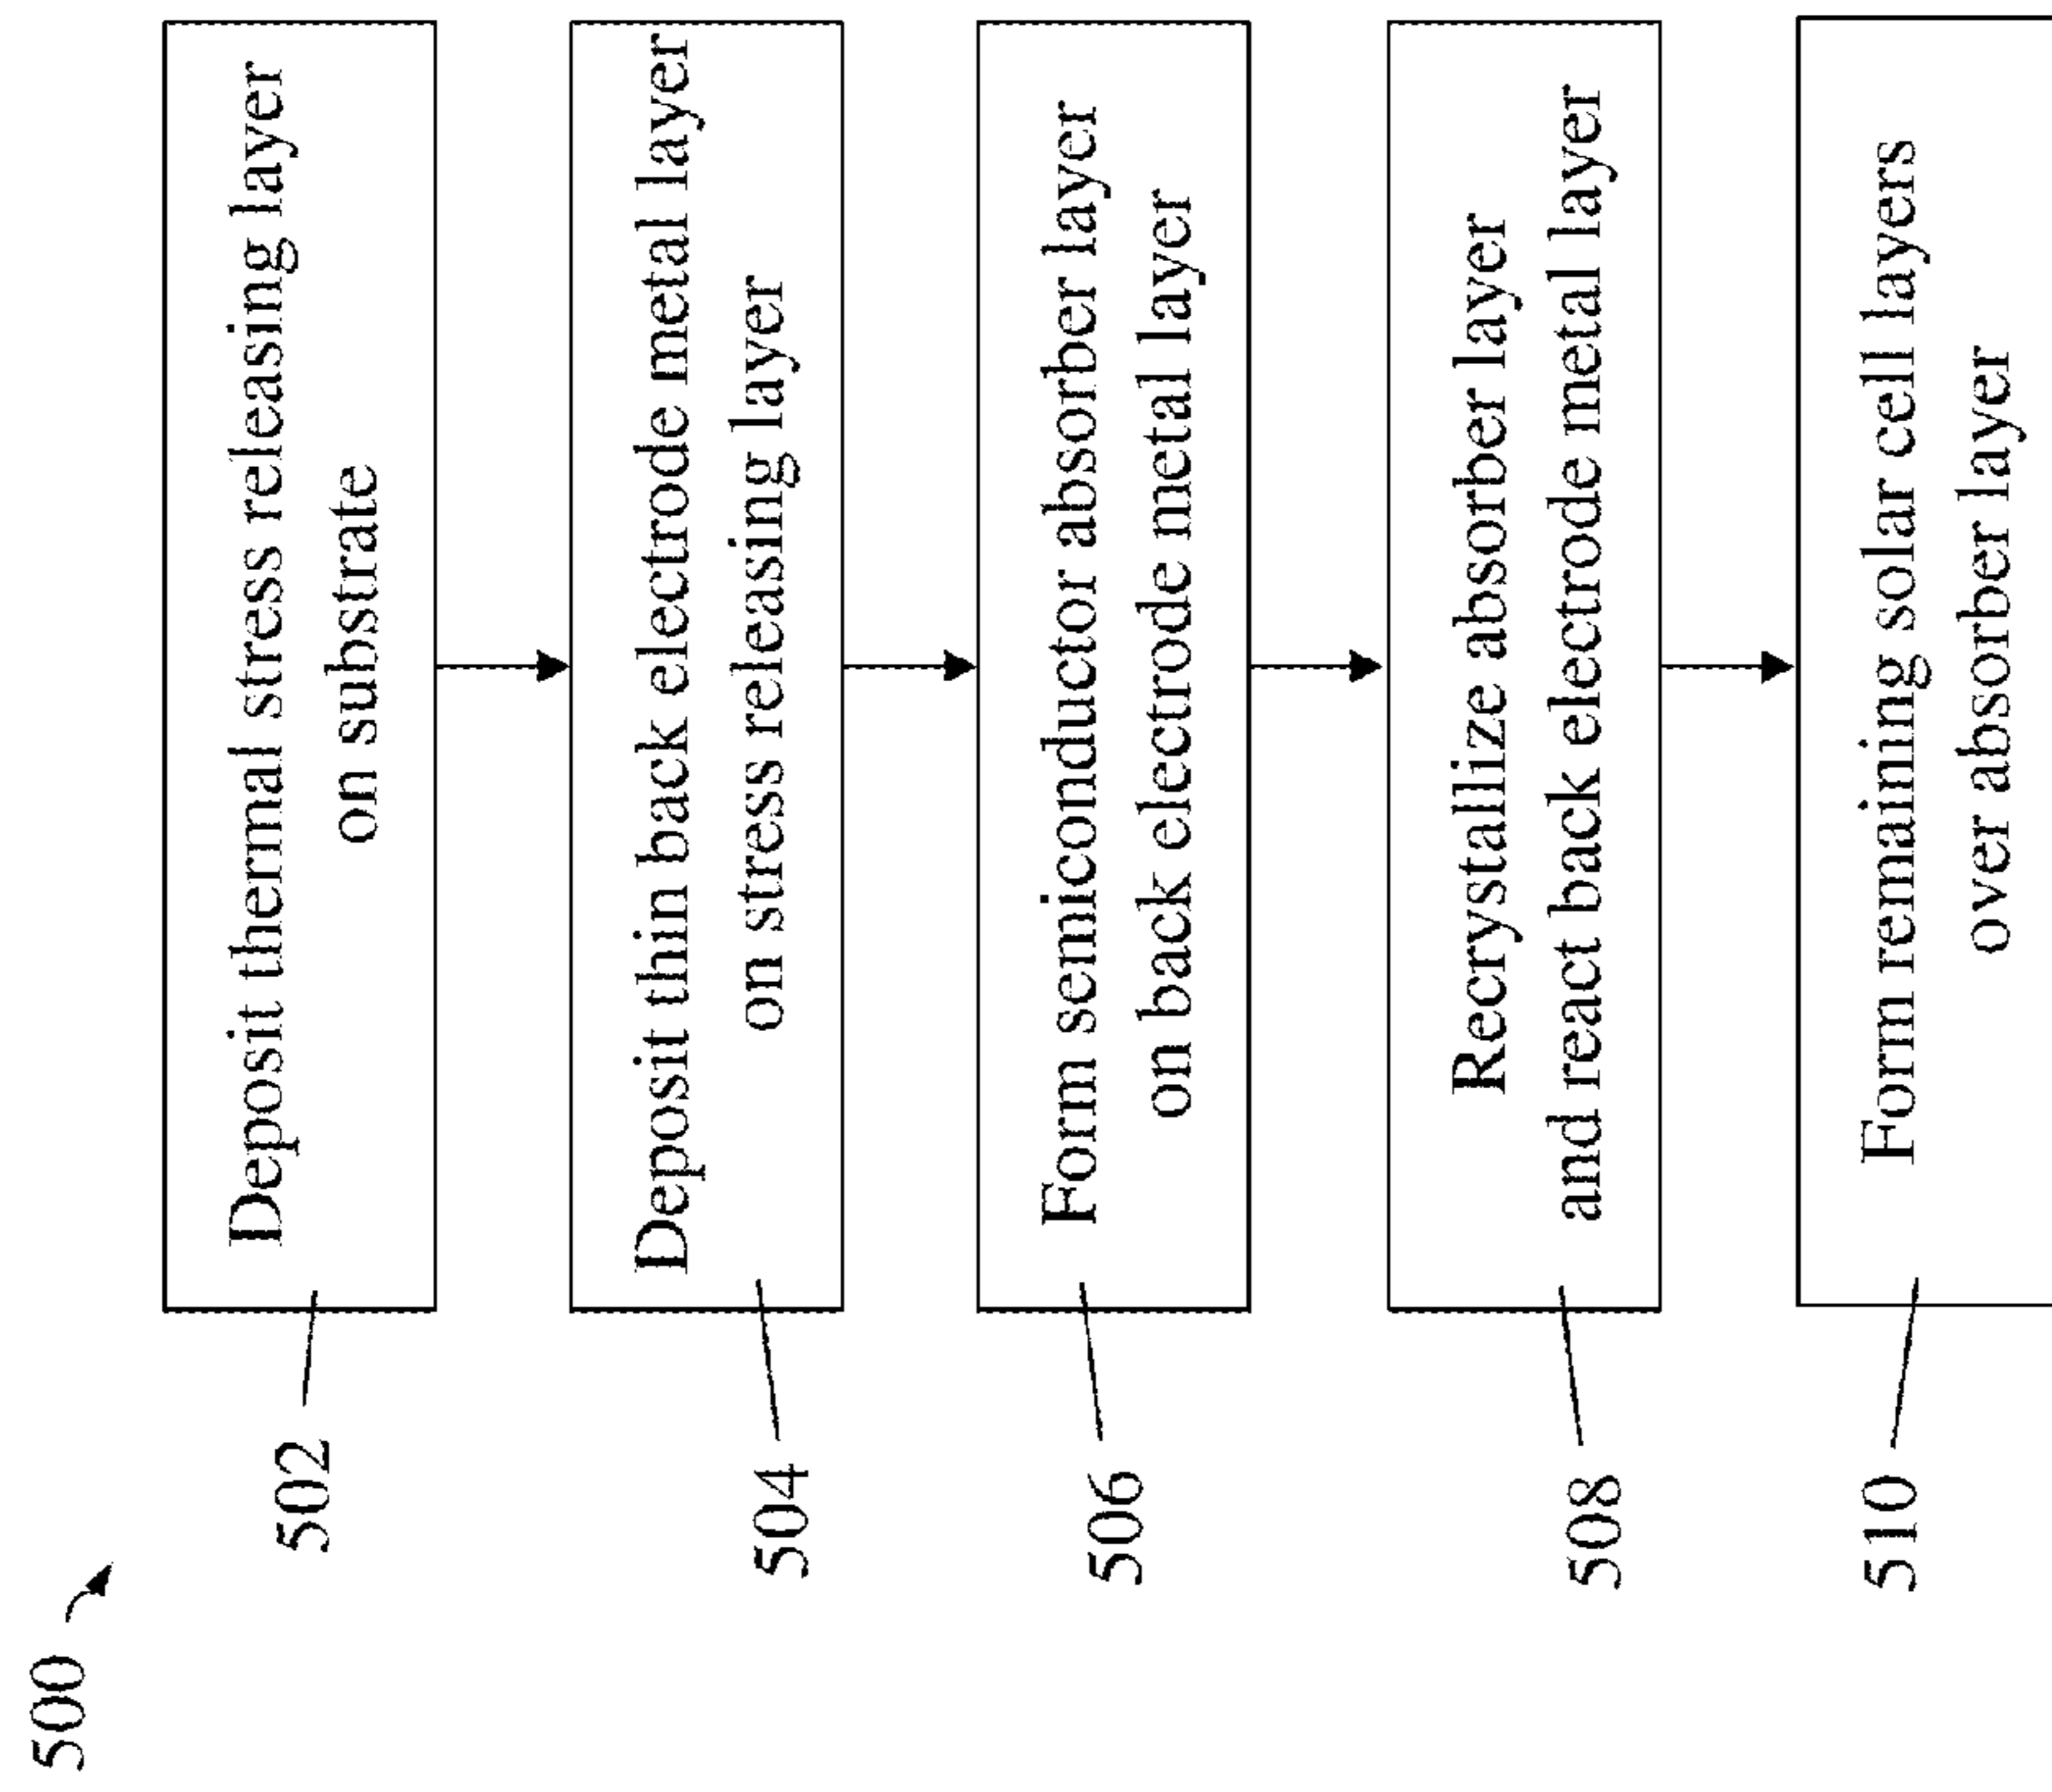 500
502
Deposit thermal stress releasing layer
on substrate
504
Deposit thin back electrode metal layer
on stress releasing layer
506
Form semiconductor absorber layer
on back electrode metal layer
508
Recrystallize absorber layer
and react back electrode metal layer
510
Form remaining solar cell layers
over absorber layer